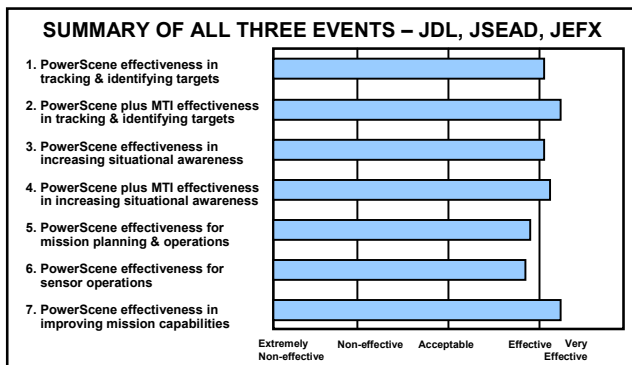 SUMMARY OF ALL THREE EVENTS – JDL, JSEAD, JEFX
1. PowerScene effectiveness in
tracking & identifying targets
2. PowerScene plus MTI effectiveness
in tracking & identifying targets
3. PowerScene effectiveness in
increasing situational awareness
4. PowerScene plus MTI effectiveness
in increasing situational awareness
5. PowerScene effectiveness for
mission planning & operations
6. PowerScene effectiveness for
sensor operations
7. PowerScene effectiveness in
improving mission capabilities
Extremely
Non-effective
Non-effective
Acceptable
Effective
Very
Effective